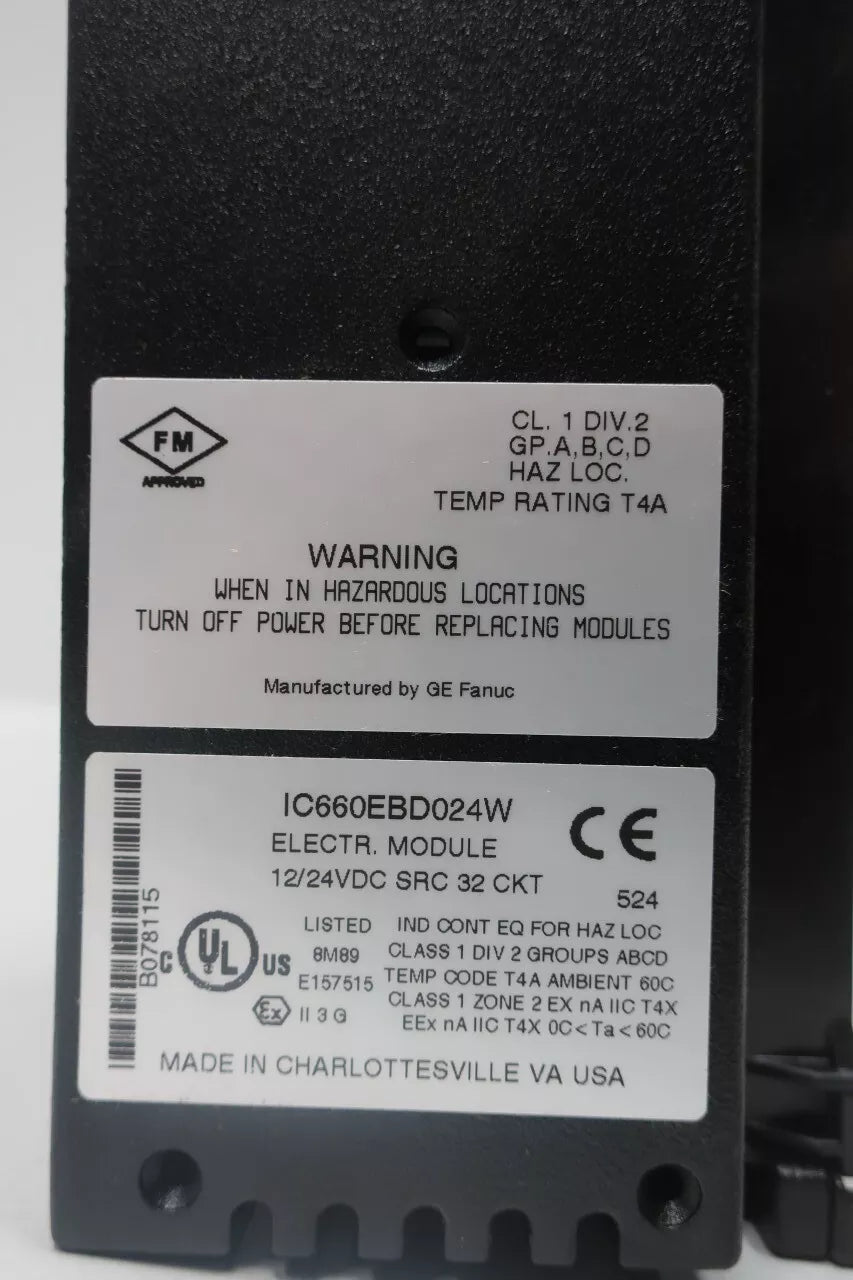 FM
APPROVED
CL. 1 DIV.2
GP.A,B,C,D
HAZ LOC.
TEMP RATING T4A
WARNING
WHEN IN HAZARDOUS LOCATIONS
TURN OFF POWER BEFORE REPLACING MODULES
Manufactured by GE Fanuc
B078115
IC660EBD024W
ELECTR. MODULE
12/24VDC SRC 32 CKT
CE
524
C UL US
LISTED
8M89
E157515
IND CONT EQ FOR HAZ LOC
CLASS 1 DIV 2 GROUPS ABCD
TEMP CODE T4A AMBIENT 60C
CLASS 1 ZONE 2 EX nA IIC T4X
EEx nA IIC T4X 0C<Ta<60C
Ex II 3 G
MADE IN CHARLOTTESVILLE VA USA